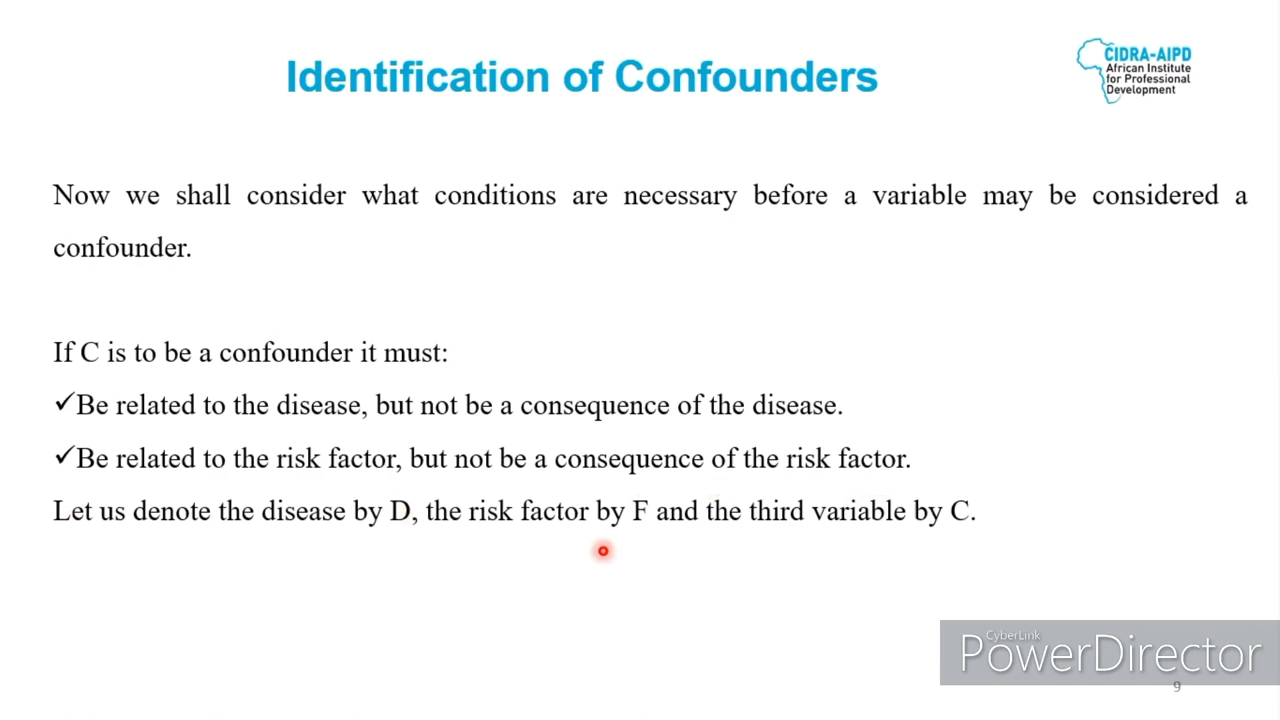 Identification of Confounders
CIDRA-AIPD
African Institute
for Professional
Development
Now we shall consider what conditions are necessary before a variable may be considered a
confounder.
If C is to be a confounder it must:
✓Be related to the disease, but not be a consequence of the disease.
✓Be related to the risk factor, but not be a consequence of the risk factor.
Let us denote the disease by D, the risk factor by F and the third variable by C.
CyberLink
PowerDirector
9